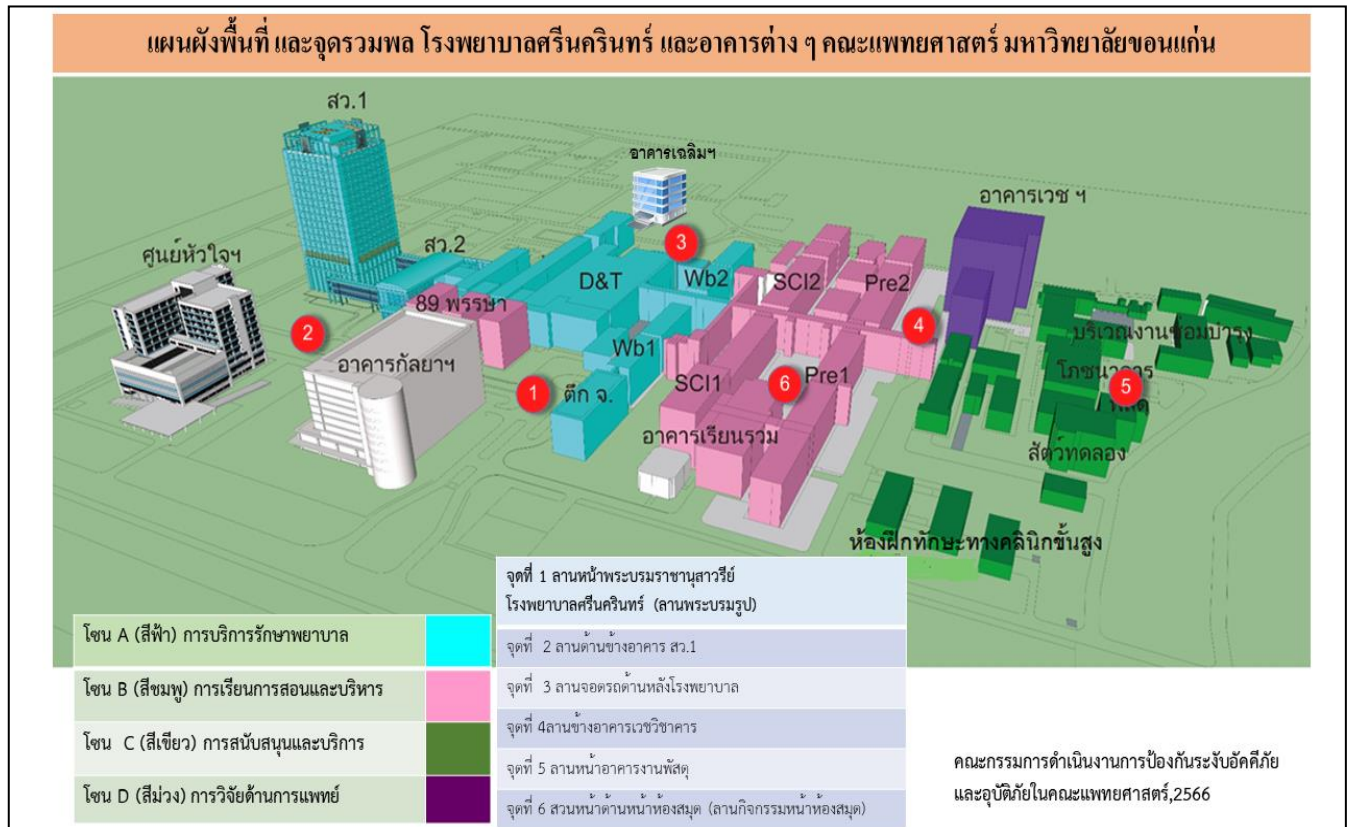 แผนผังพื้นที่ และจุดรวมพล โรงพยาบาลศรีนครินทร์ และอาคารต่าง ๆ คณะแพทยศาสตร์ มหาวิทยาลัยขอนแก่น
สว.1
อาคารเฉลิมฯ
อาคารเวช ฯ
ศูนย์หัวใจฯ
สว.2
3
D&T
Wb2
SCI2
Pre2
89 พรรษา
2
อาคารกัลยาฯ
Wb1
4
บริเวณงานซ่อมบำรุง
โภชนาการ
1
ตึก จ.
SCI1
6
Pre1
5
พัสดุ
อาคารเรียนรวม
สัตว์ทดลอง
ห้องฝึกทักษะทางคลินิกขั้นสูง
โซน A (สีฟ้า) การบริการรักษาพยาบาล
โซน B (สีชมพู) การเรียนการสอนและบริหาร
โซน C (สีเขียว) การสนับสนุนและบริการ
โซน D (สีม่วง) การวิจัยด้านการแพทย์
จุดที่ 1 ลานหน้าพระบรมราชานุสาวรีย์
โรงพยาบาลศรีนครินทร์ (ลานพระบรมรูป)
จุดที่ 2 ลานด้านข้างอาคาร สว.1
จุดที่ 3 ลานจอดรถด้านหลังโรงพยาบาล
จุดที่ 4ลานข้างอาคารเวชวิชาคาร
จุดที่ 5 ลานหน้าอาคารงานพัสดุ
จุดที่ 6 สวนหน้าด้านหน้าห้องสมุด (ลานกิจกรรมหน้าห้องสมุด)
คณะกรรมการดำเนินงานการป้องกันระงับอัคคีภัย
และอุบัติภัยในคณะแพทยศาสตร์,2566